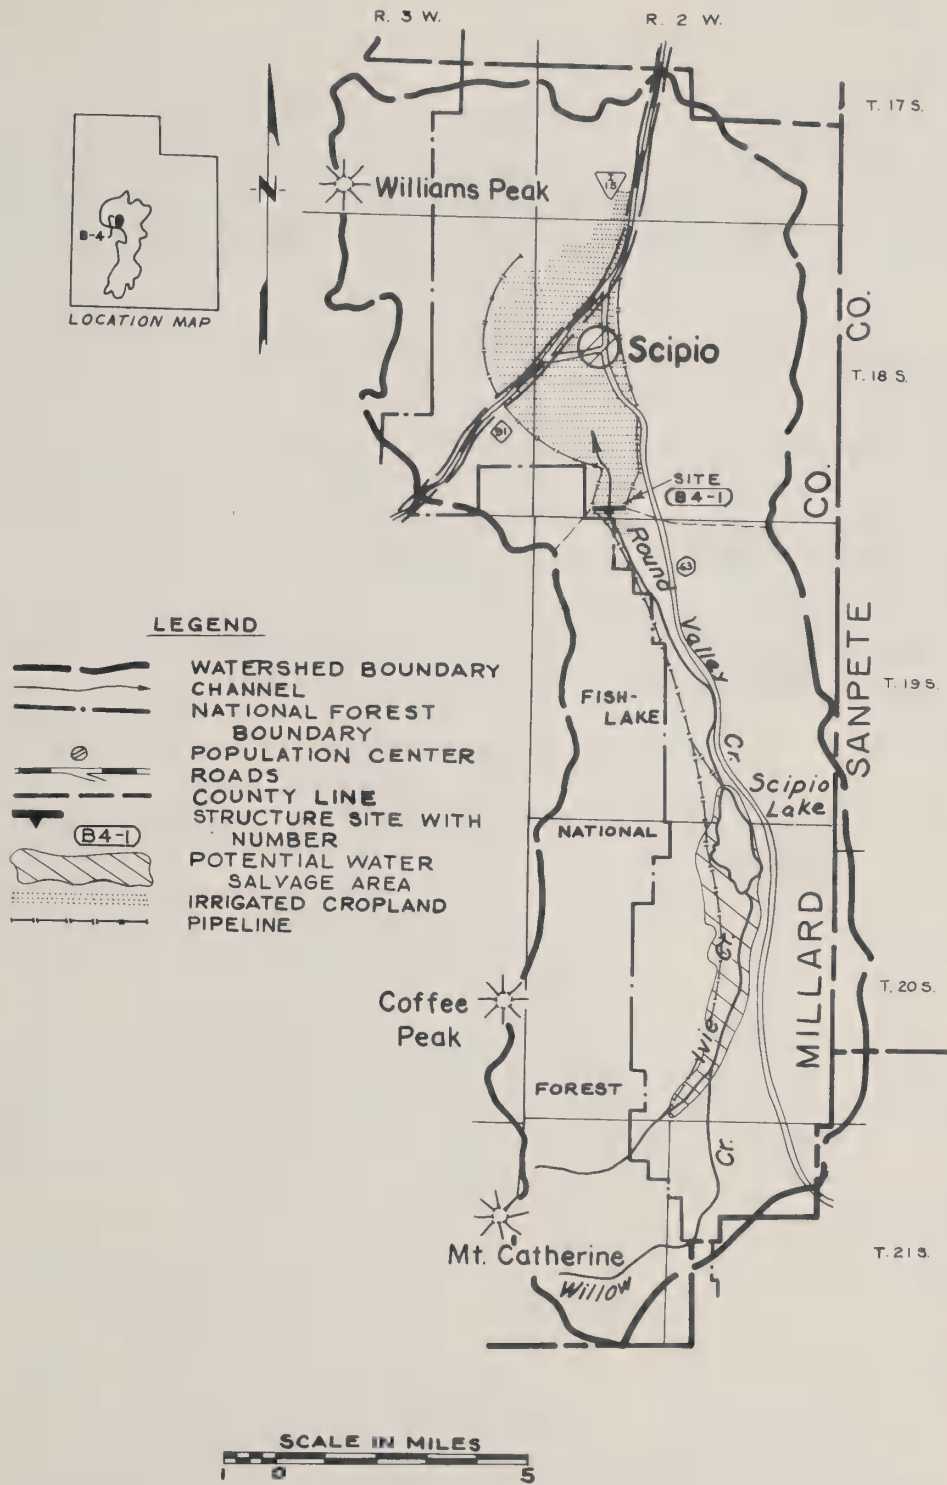 R. 3 W.
R. 2 W.
T. 17 S.
I
15
N
Williams Peak
B-4
LOCATION MAP
CO.
Scipio
T. 18 S.
91
SITE
B4-1
CO.
Round
63
Valley
LEGEND
WATERSHED BOUNDARY
CHANNEL
NATIONAL FOREST
BOUNDARY
POPULATION CENTER
ROADS
COUNTY LINE
STRUCTURE SITE WITH
B4-1 NUMBER
POTENTIAL WATER
SALVAGE AREA
IRRIGATED CROPLAND
PIPELINE
SANPETE
T. 19 S.
FISH-
LAKE
Cr.
Scipio
Lake
NATIONAL
MILLARD
Cr.
Ivie
T. 20 S.
Coffee
Peak
FOREST
Cr.
Mt. Catherine
Willow
T. 21 S.
SCALE IN MILES
1 0 5